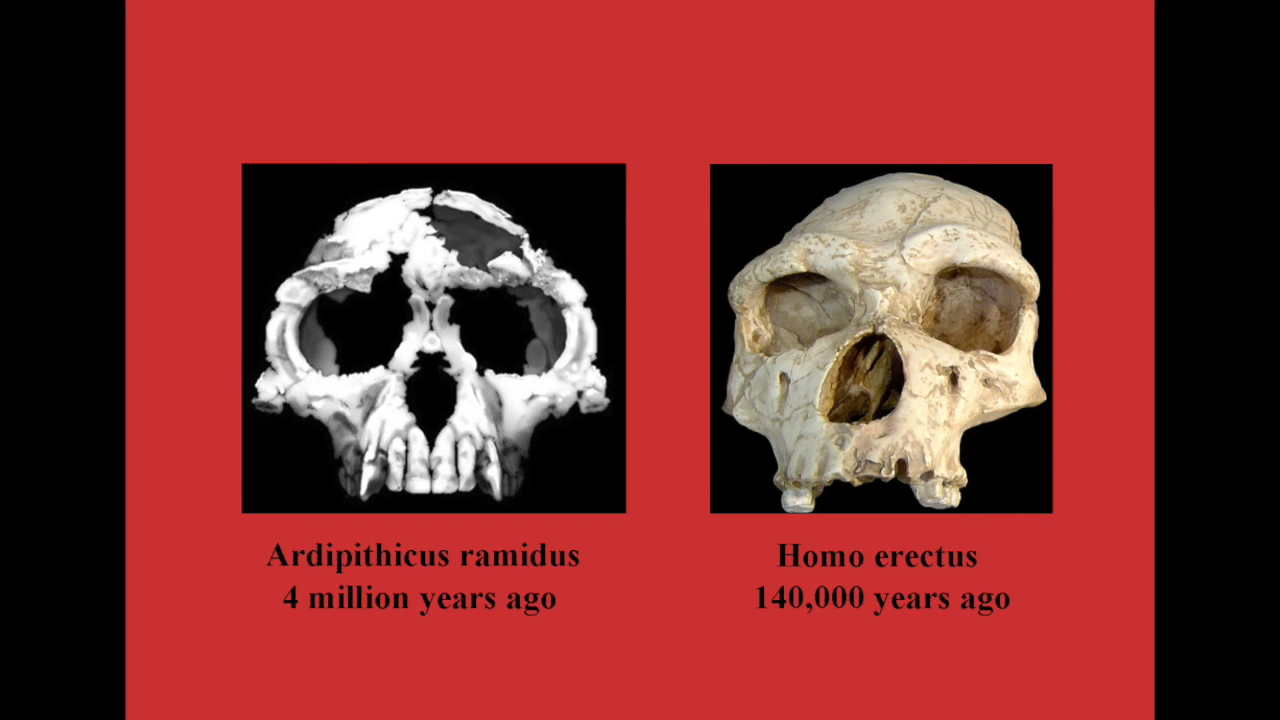 Ardipithicus ramidus
4 million years ago
Homo erectus
140,000 years ago